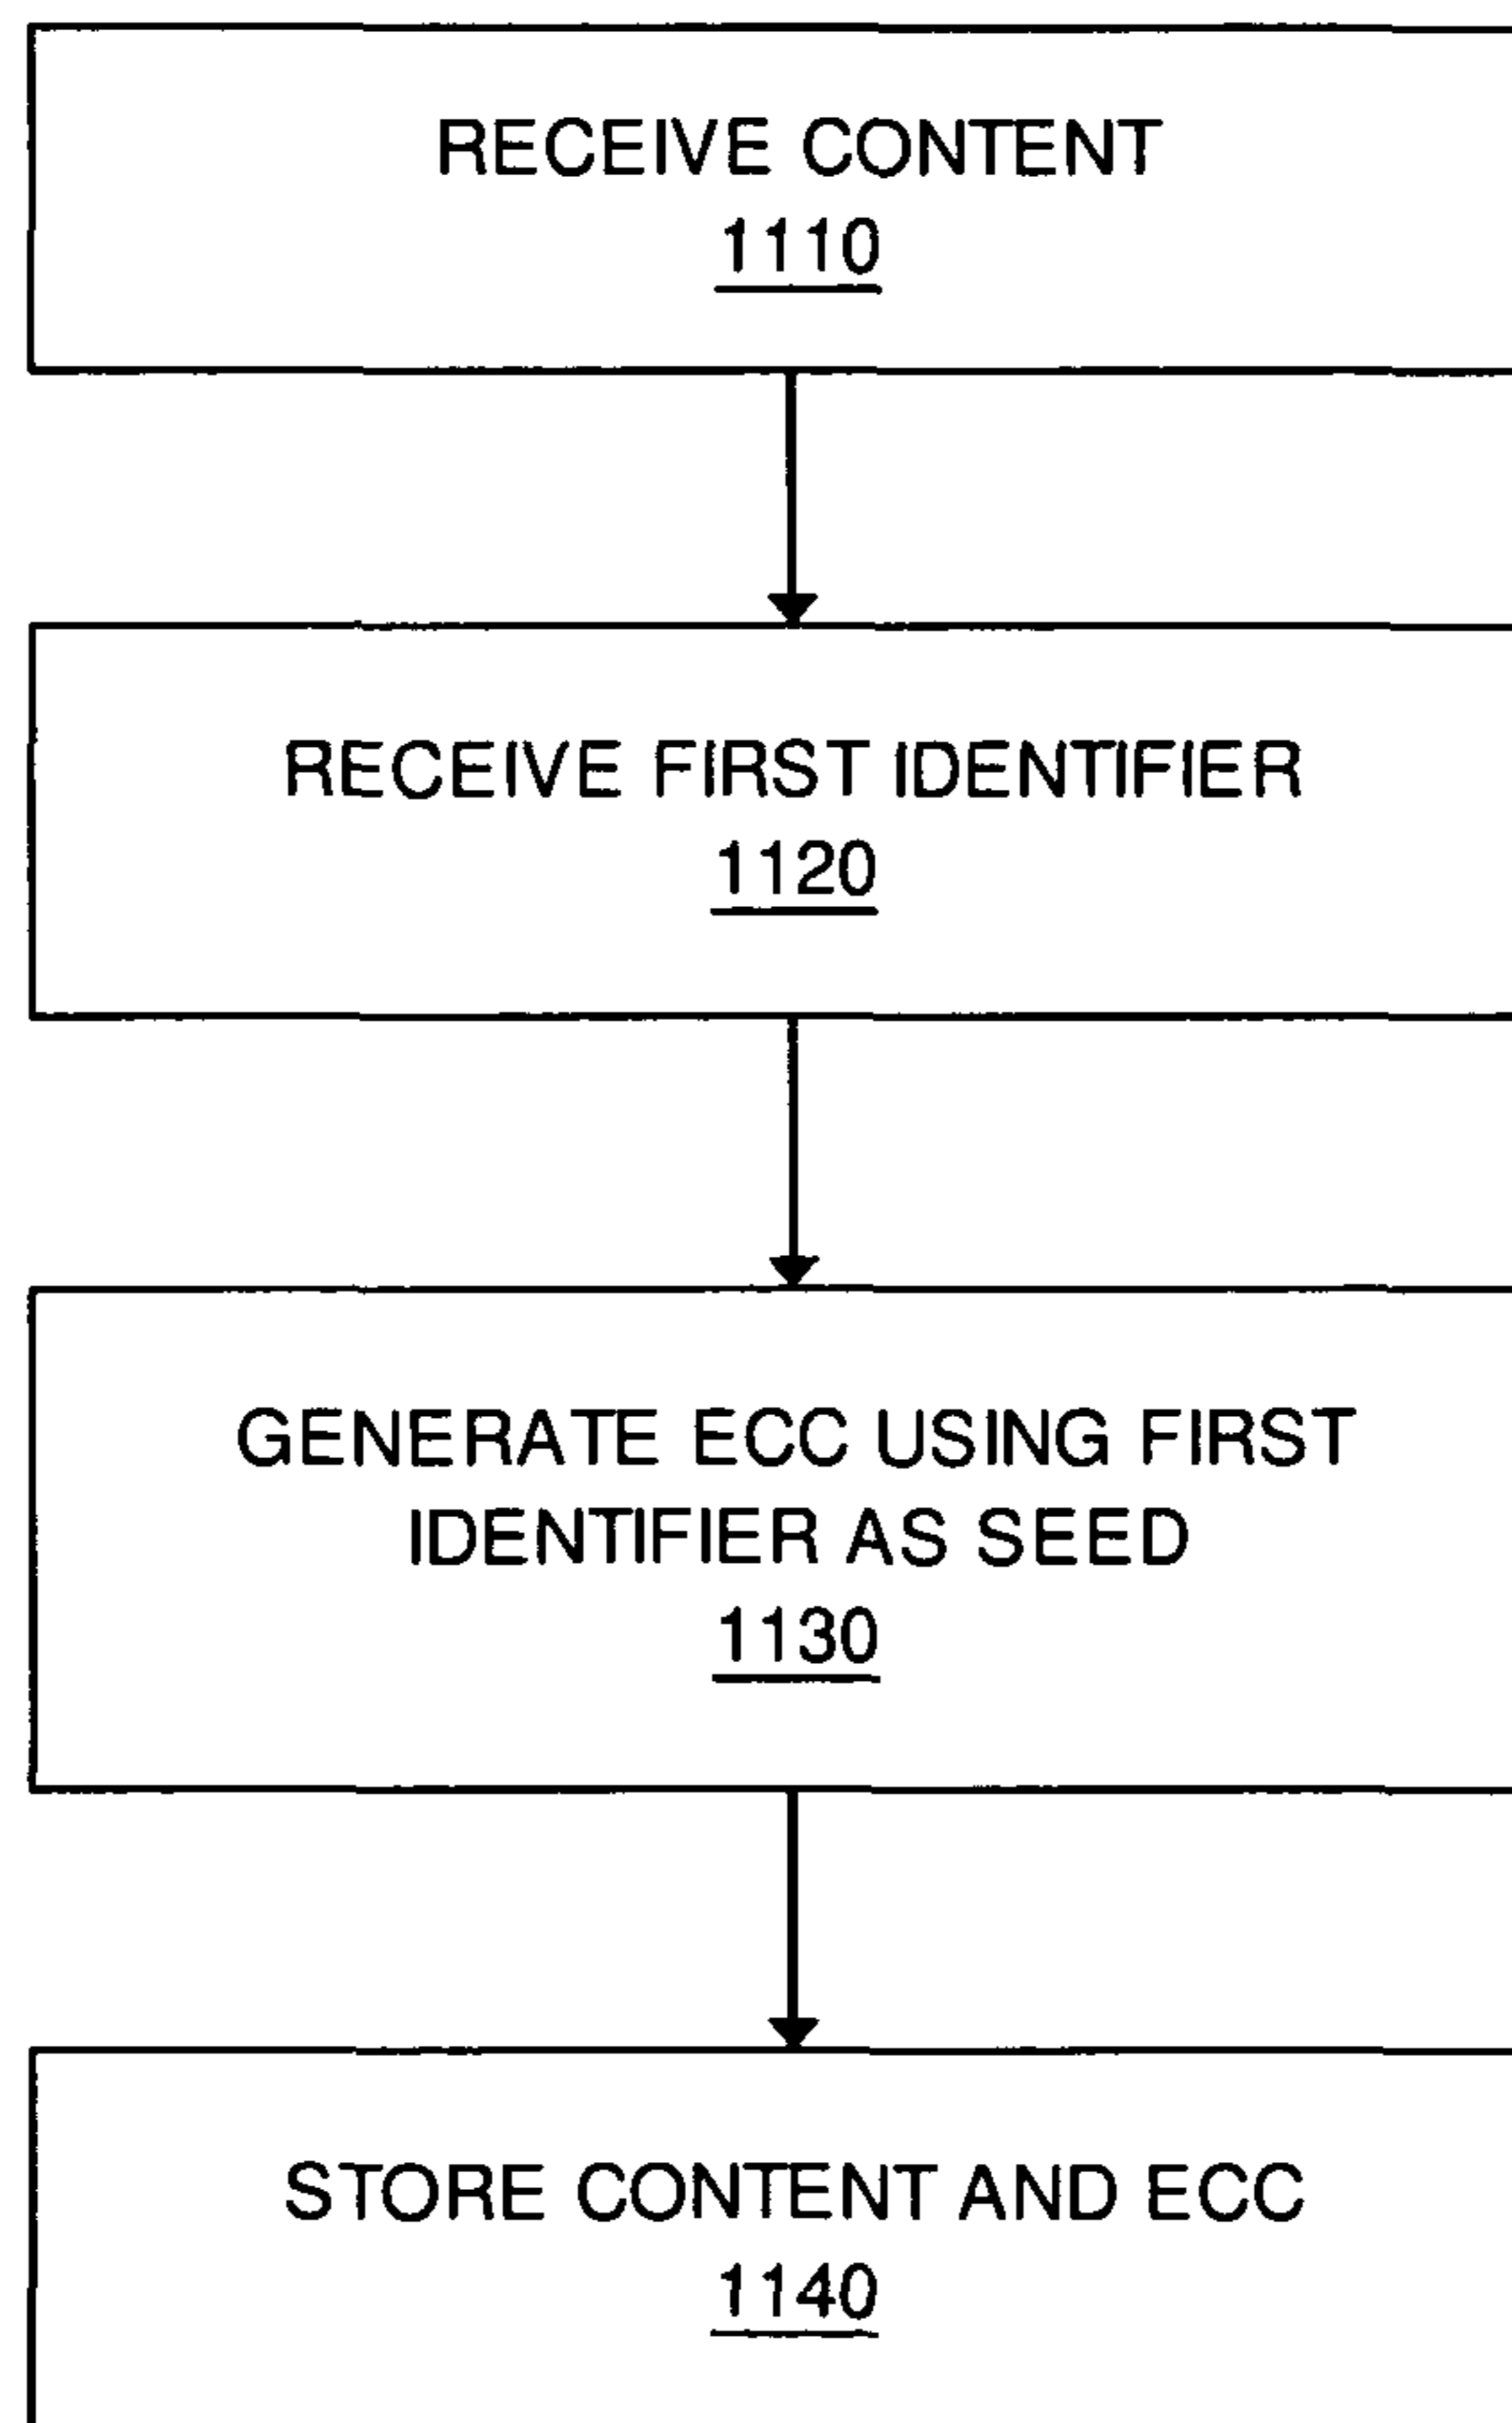 RECEIVE CONTENT
1110
RECEIVE FIRST IDENTIFIER
1120
GENERATE ECC USING FIRST
IDENTIFIER AS SEED
1130
STORE CONTENT AND ECC
1140